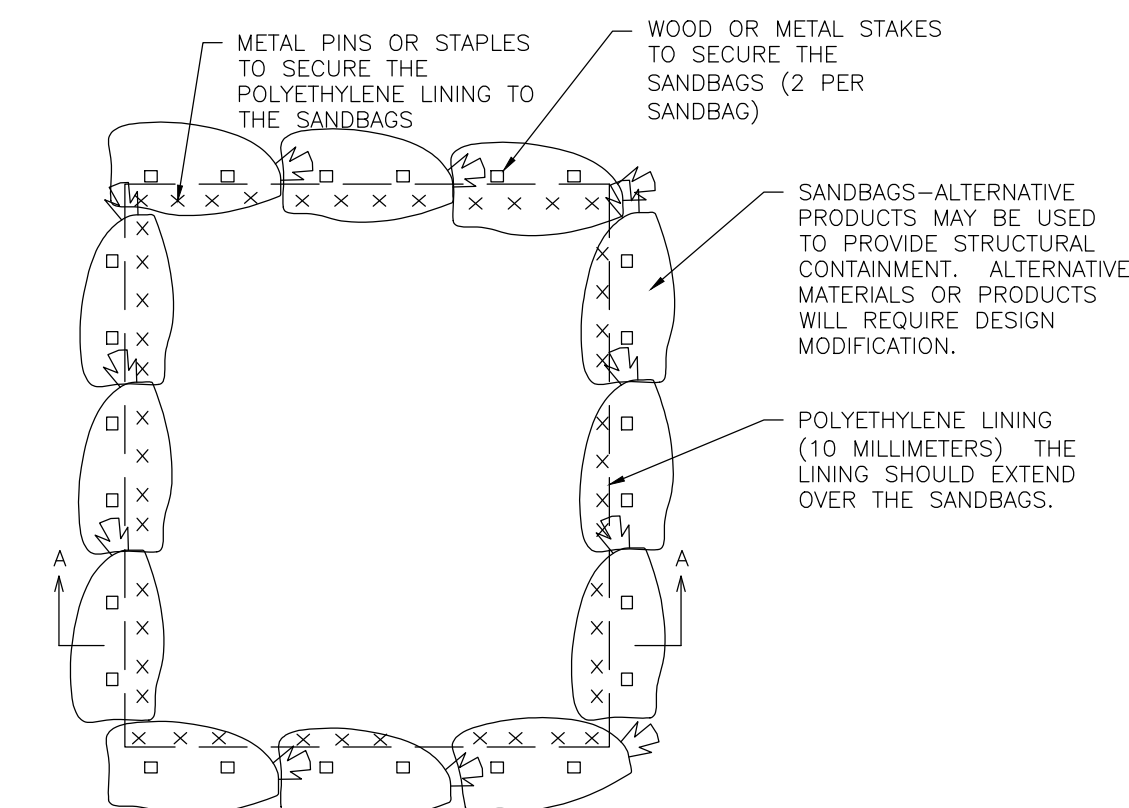 METAL PINS OR STAPLES
TO SECURE THE
POLYETHYLENE LINING TO
THE SANDBAGS
WOOD OR METAL STAKES
TO SECURE THE
SANDBAGS (2 PER
SANDBAG)
SANDBAGS–ALTERNATIVE
PRODUCTS MAY BE USED
TO PROVIDE STRUCTURAL
CONTAINMENT. ALTERNATIVE
MATERIALS OR PRODUCTS
WILL REQUIRE DESIGN
MODIFICATION.
POLYETHYLENE LINING
(10 MILLIMETERS) THE
LINING SHOULD EXTEND
OVER THE SANDBAGS.
A
A